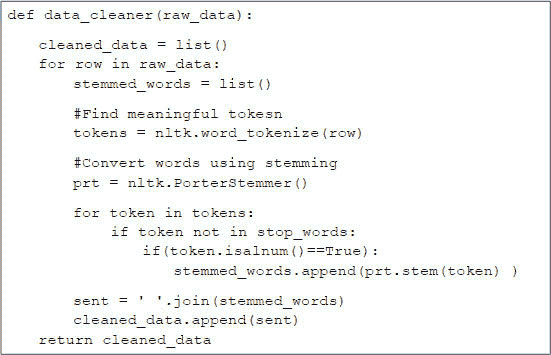 def data_cleaner(raw_data):
cleaned_data = list()
for row in raw_data:
stemmed_words = list()
#Find meaningful tokesn
tokens = nltk.word_tokenize(row)
#Convert words using stemming
prt = nltk.PorterStemmer()
for token in tokens:
if token not in stop_words:
if(token.isalnum()==True):
stemmed_words.append(prt.stem(token) )
sent = ' '.join(stemmed_words)
cleaned_data.append(sent)
return cleaned_data